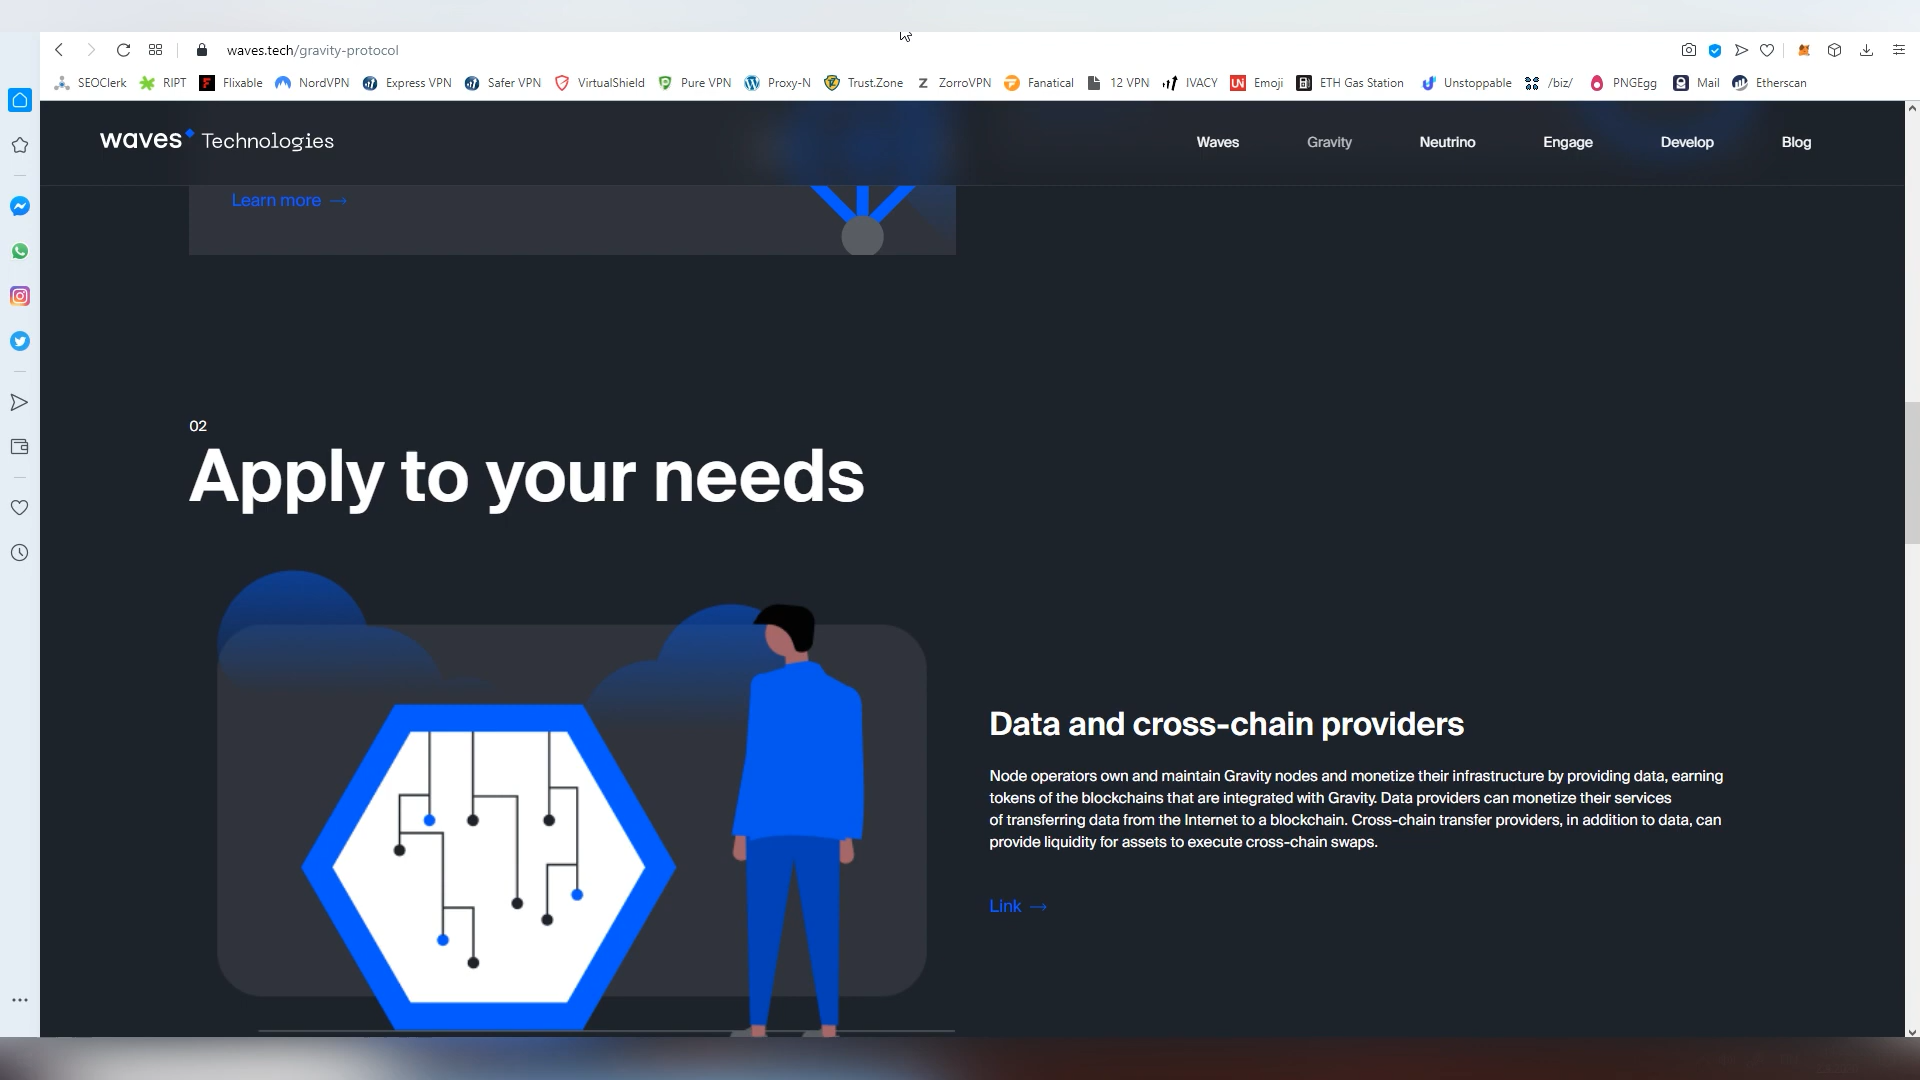 waves.tech/gravity-protocol
SEOClerk RIPT Flixable NordVPN Express VPN Safer VPN VirtualShield Pure VPN Proxy-N Trust.Zone ZorroVPN Fanatical 12 VPN IVACY Emoji ETH Gas Station Unstoppable /biz/ PNGEgg Mail Etherscan
waves Technologies Waves Gravity Neutrino Engage Develop Blog
Learn more →
02
Apply to your needs
Data and cross-chain providers
Node operators own and maintain Gravity nodes and monetize their infrastructure by providing data, earning
tokens of the blockchains that are integrated with Gravity. Data providers can monetize their services
of transferring data from the Internet to a blockchain. Cross-chain transfer providers, in addition to data, can
provide liquidity for assets to execute cross-chain swaps.
Link →